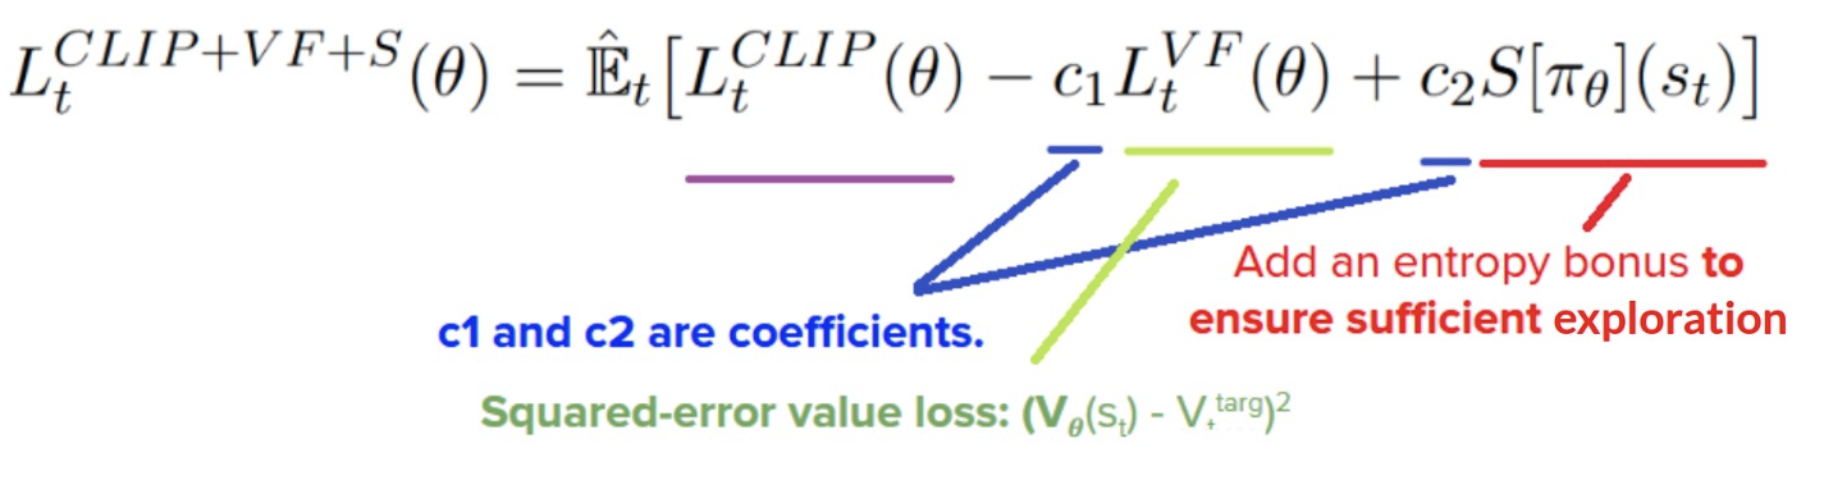 L_t^{CLIP+VF+S}(θ) = Ê_t[L_t^{CLIP}(θ) − c_1 L_t^{VF}(θ) + c_2 S[π_θ](s_t)]
Add an entropy bonus to
ensure sufficient exploration
c1 and c2 are coefficients.
Squared-error value loss: (V_θ(s_t) - V_t^{targ})^2